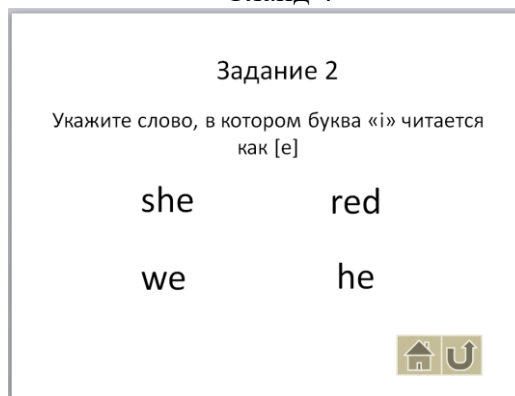 Задание 2
Укажите слово, в котором буква «i» читается
как [e]
she red
we he